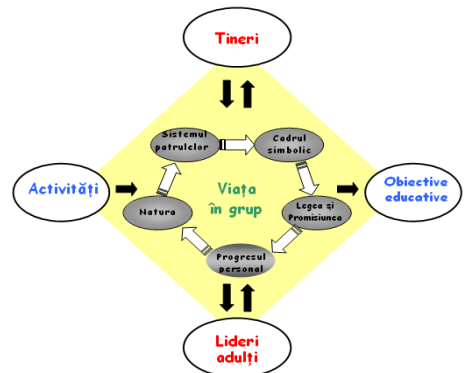 Tineri
Sistemul
patrulelor
Cadrul
simbolic
Activități
Viața
în grup
Obiective
educative
Natura
Legea și
Promisiunea
Progresul
personal
Lideri
adulți